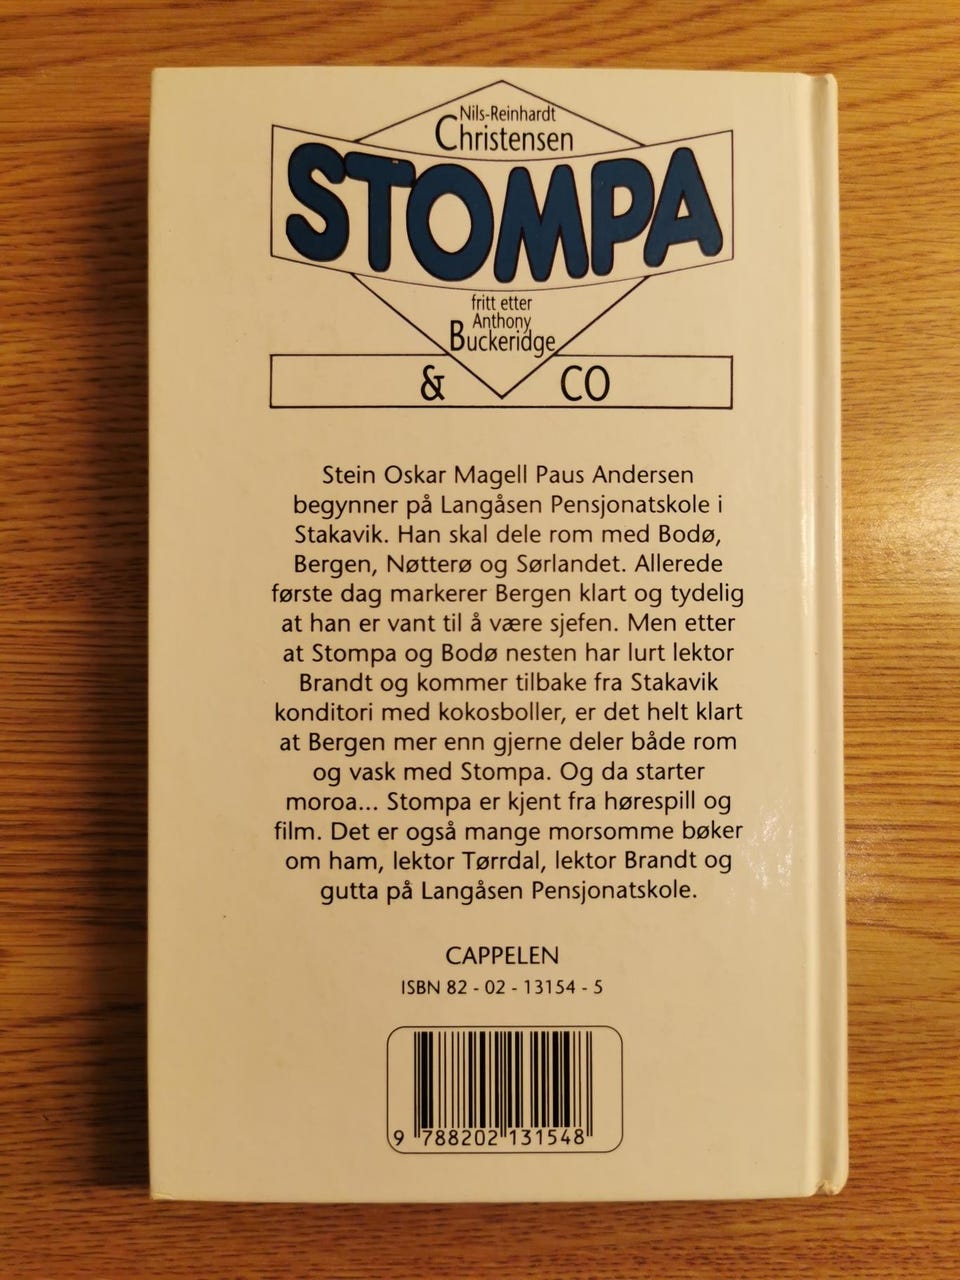 Nils-Reinhardt
Christensen
STOMPA
fritt etter
Anthony
Buckeridge
& CO
Stein Oskar Magell Paus Andersen
begynner på Langåsen Pensjonatskole i
Stakavik. Han skal dele rom med Bodø,
Bergen, Nøtterø og Sørlandet. Allerede
første dag markerer Bergen klart og tydelig
at han er vant til å være sjefen. Men etter
at Stompa og Bodø nesten har lurt lektor
Brandt og kommer tilbake fra Stakavik
konditori med kokosboller, er det helt klart
at Bergen mer enn gjerne deler både rom
og vask med Stompa. Og da starter
moroa... Stompa er kjent fra hørespill og
film. Det er også mange morsomme bøker
om ham, lektor Tørrdal, lektor Brandt og
gutta på Langåsen Pensjonatskole.
CAPPELEN
ISBN 82 - 02 - 13154 - 5
9 788202 131548